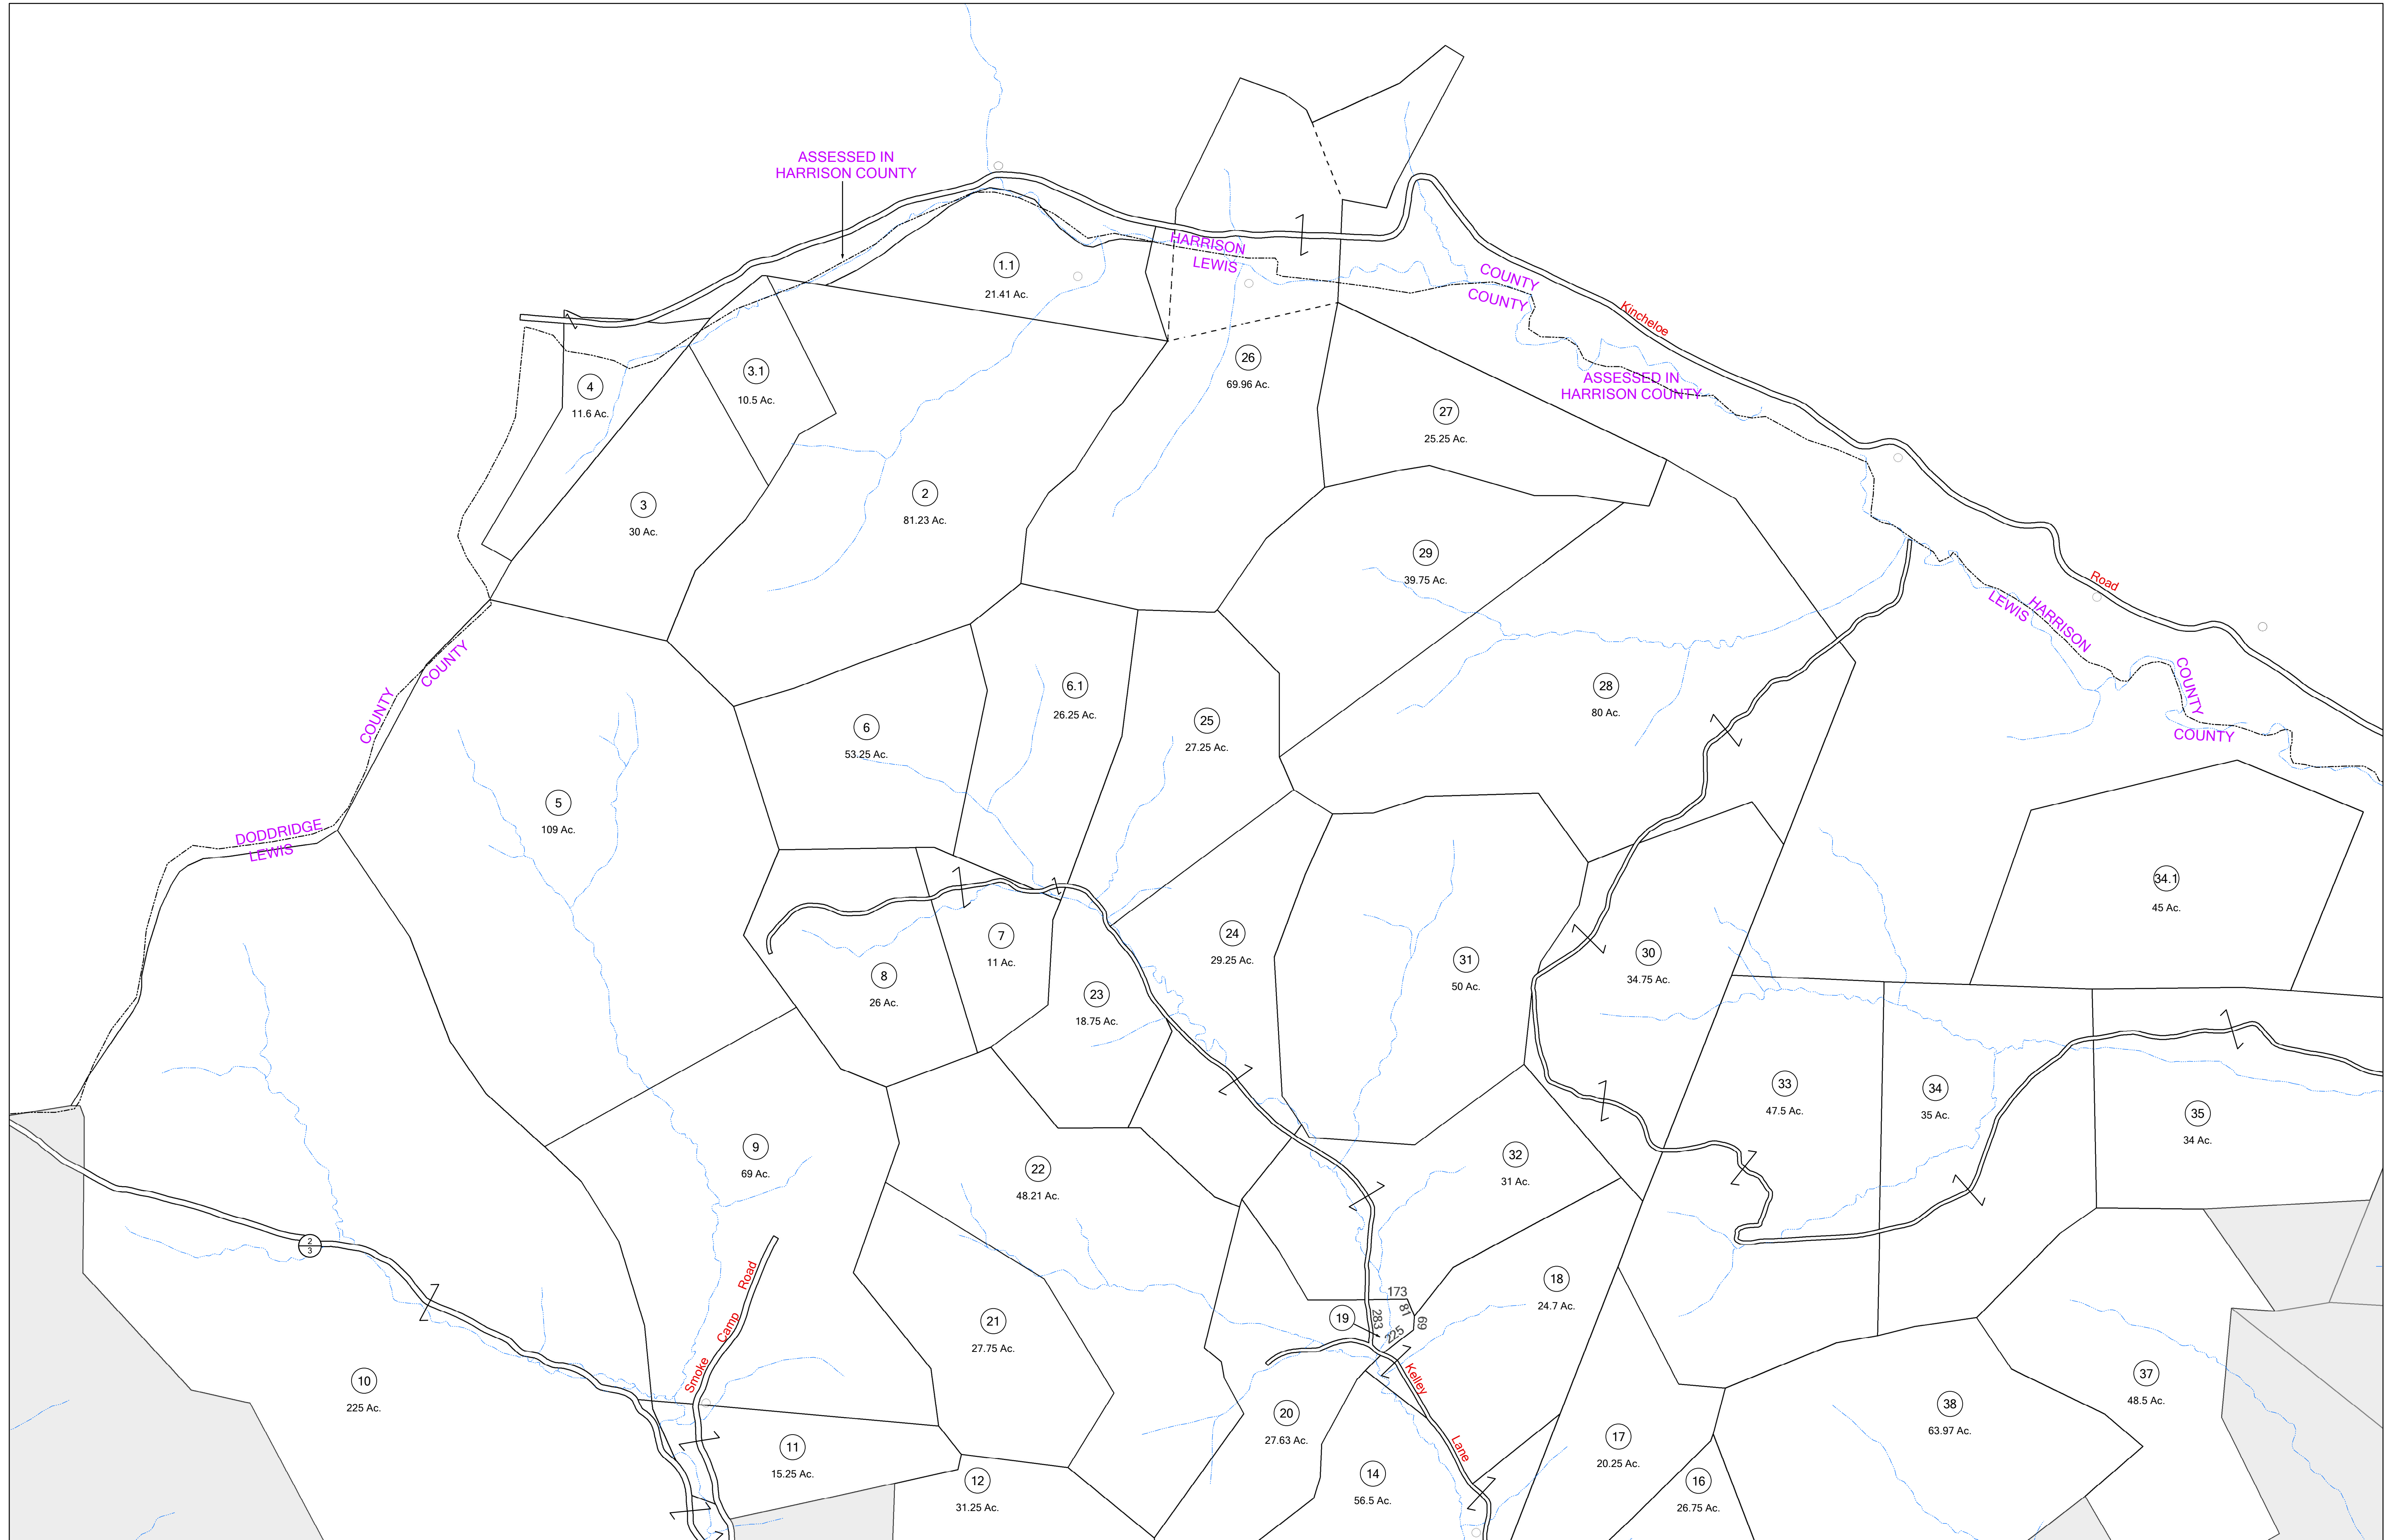 ASSESSED IN
HARRISON COUNTY
HARRISON
LEWIS
COUNTY
COUNTY
Kincheloe
1.1
21.41 Ac.
26
69.96 Ac.
4
11.6 Ac.
3.1
10.5 Ac.
ASSESSED IN
HARRISON COUNTY
27
25.25 Ac.
2
81.23 Ac.
3
30 Ac.
29
39.75 Ac.
Road
LEWIS
HARRISON
COUNTY
COUNTY
COUNTY
COUNTY
6.1
26.25 Ac.
28
80 Ac.
25
27.25 Ac.
6
53.25 Ac.
5
109 Ac.
DODDRIDGE
LEWIS
34.1
45 Ac.
24
29.25 Ac.
7
11 Ac.
30
34.75 Ac.
31
50 Ac.
8
26 Ac.
23
18.75 Ac.
33
47.5 Ac.
34
35 Ac.
35
34 Ac.
9
69 Ac.
32
31 Ac.
22
48.21 Ac.
2
3
Smoke Camp Road
18
24.7 Ac.
173
81
69
283
225
19
21
27.75 Ac.
10
225 Ac.
Kelley
Lane
37
48.5 Ac.
38
63.97 Ac.
20
27.63 Ac.
17
20.25 Ac.
11
15.25 Ac.
14
56.5 Ac.
12
31.25 Ac.
16
26.75 Ac.